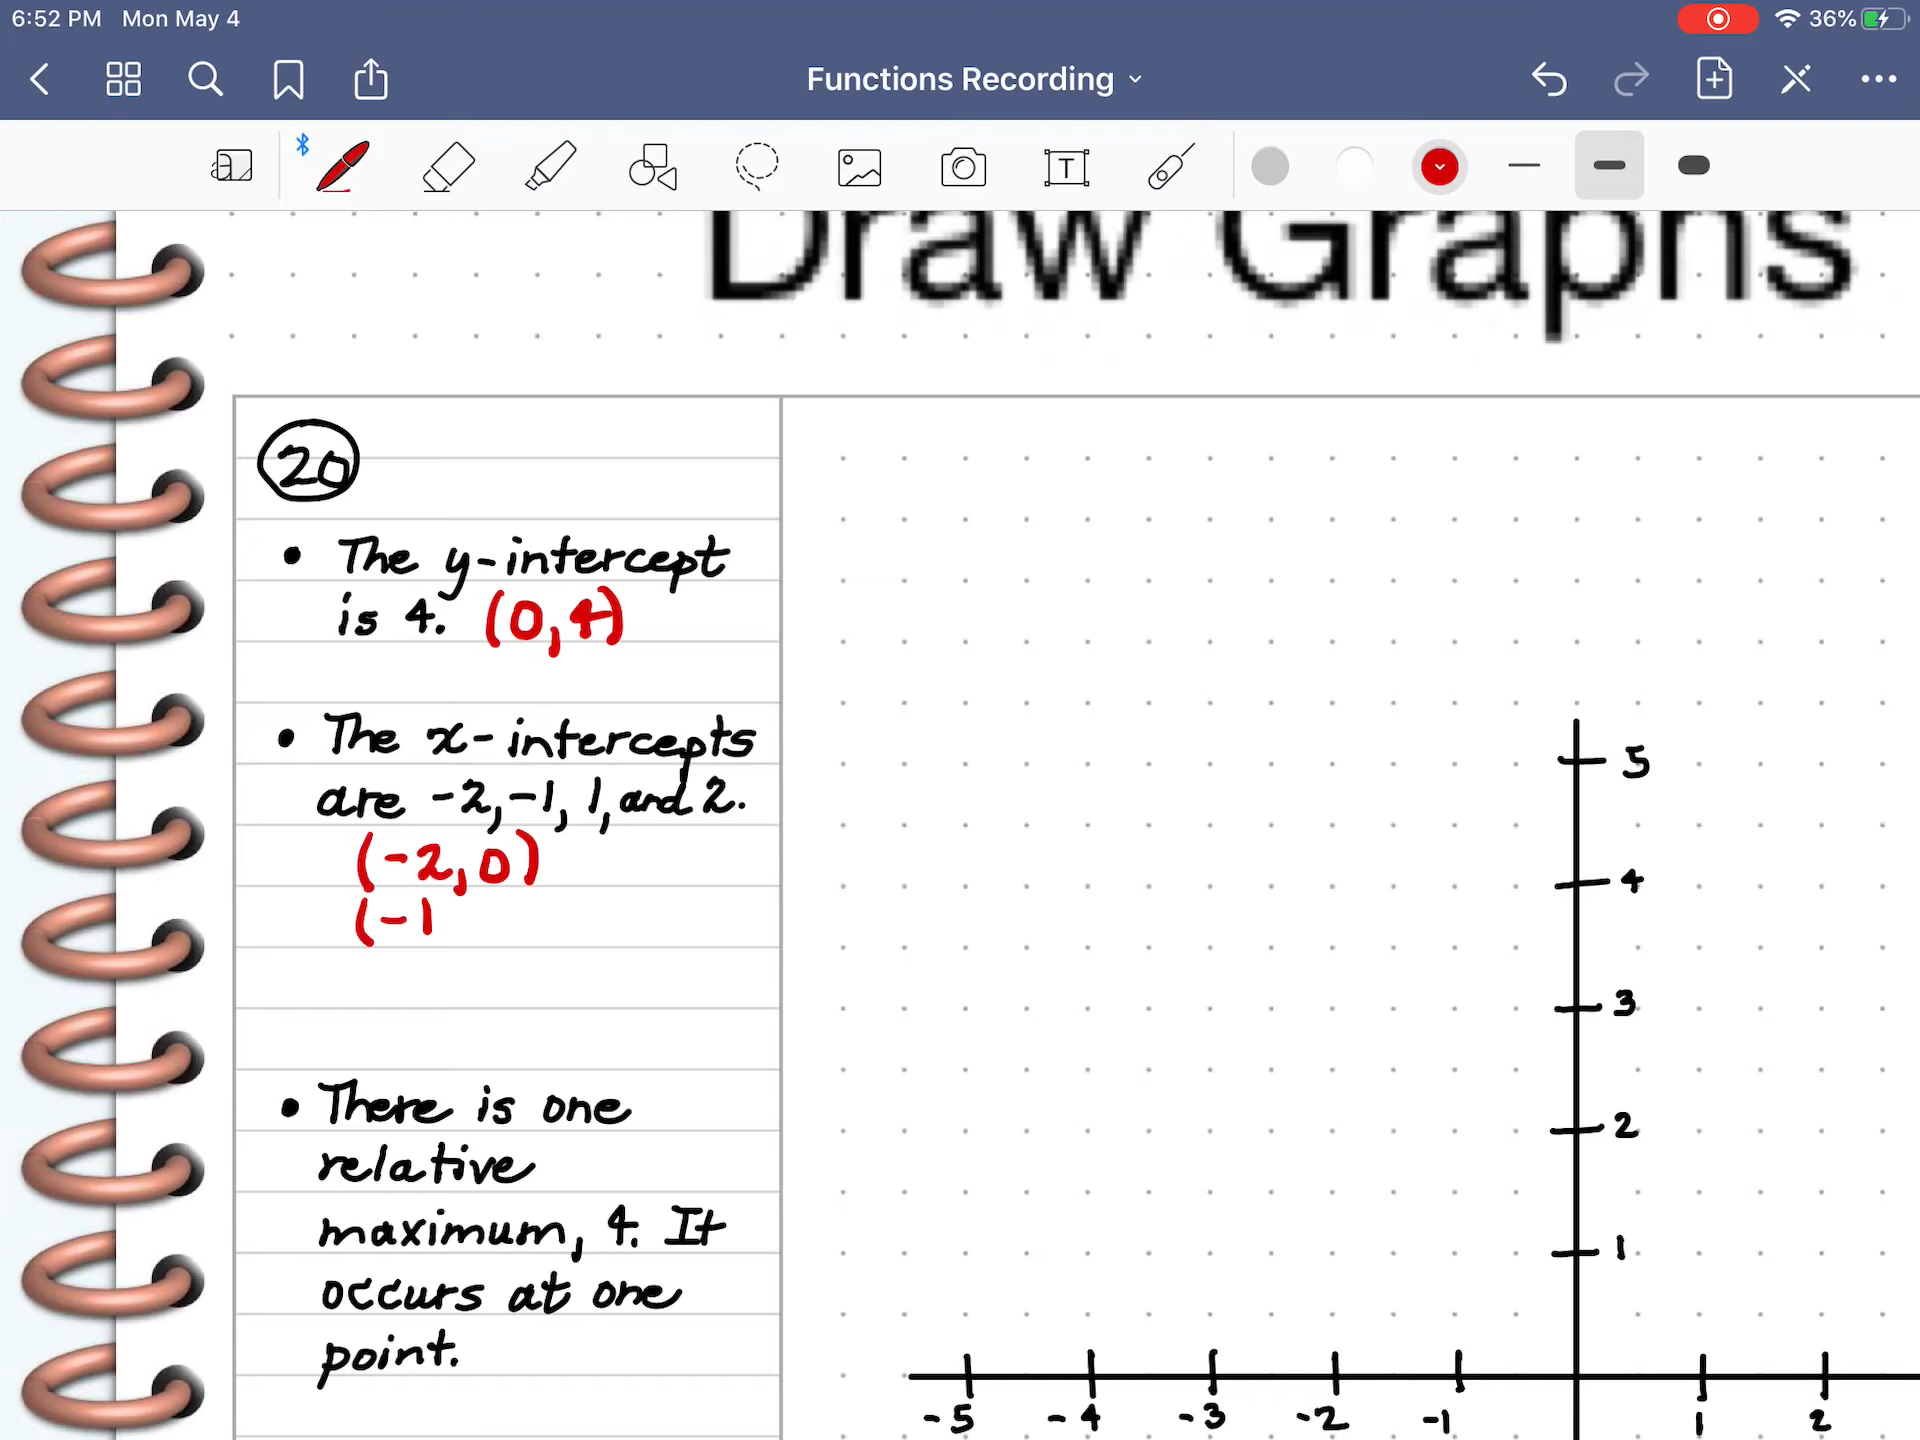 6:52 PM Mon May 4
36%
Functions Recording
T
Draw Graphs
20
• The y-intercept
is 4. (0,4)
• The x-intercepts
are -2,-1, 1, and 2.
(-2,0)
(-1
• There is one
relative
maximum, 4. It
occurs at one
point.
5
4
3
2
1
-5 -4 -3 -2 -1 1 2